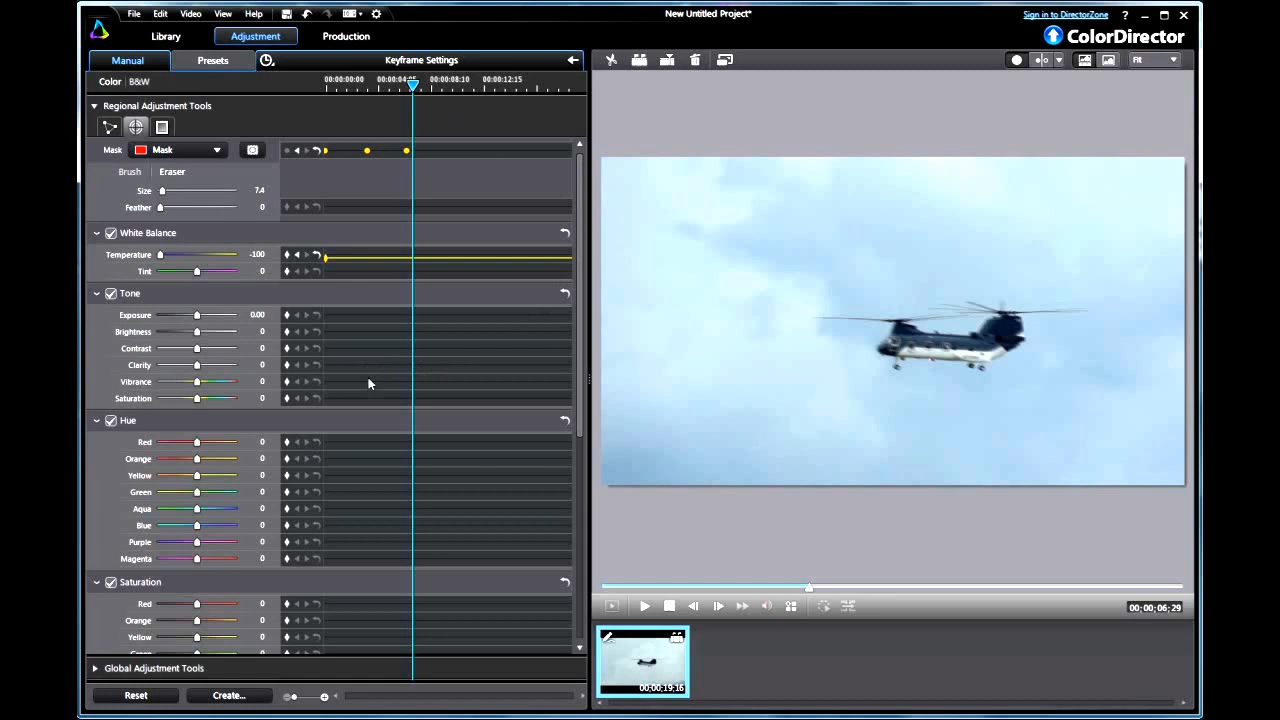 File Edit Video View Help
New Untitled Project*
Sign in to DirectorZone ?
Library Adjustment Production
ColorDirector
Manual Presets Keyframe Settings
Fit
Color B&W
00:00:00:00 00:00:04:05 00:00:08:10 00:00:12:15
Regional Adjustment Tools
Mask Mask
Brush Eraser
Size 7.4
Feather 0
White Balance
Temperature -100
Tint 0
Tone
Exposure 0.00
Brightness 0
Contrast 0
Clarity 0
Vibrance 0
Saturation 0
Hue
Red 0
Orange 0
Yellow 0
Green 0
Aqua 0
Blue 0
Purple 0
Magenta 0
Saturation
Red 0
Orange 0
Yellow 0
00;00;06;29
00;00;19;16
Global Adjustment Tools
Reset Create...